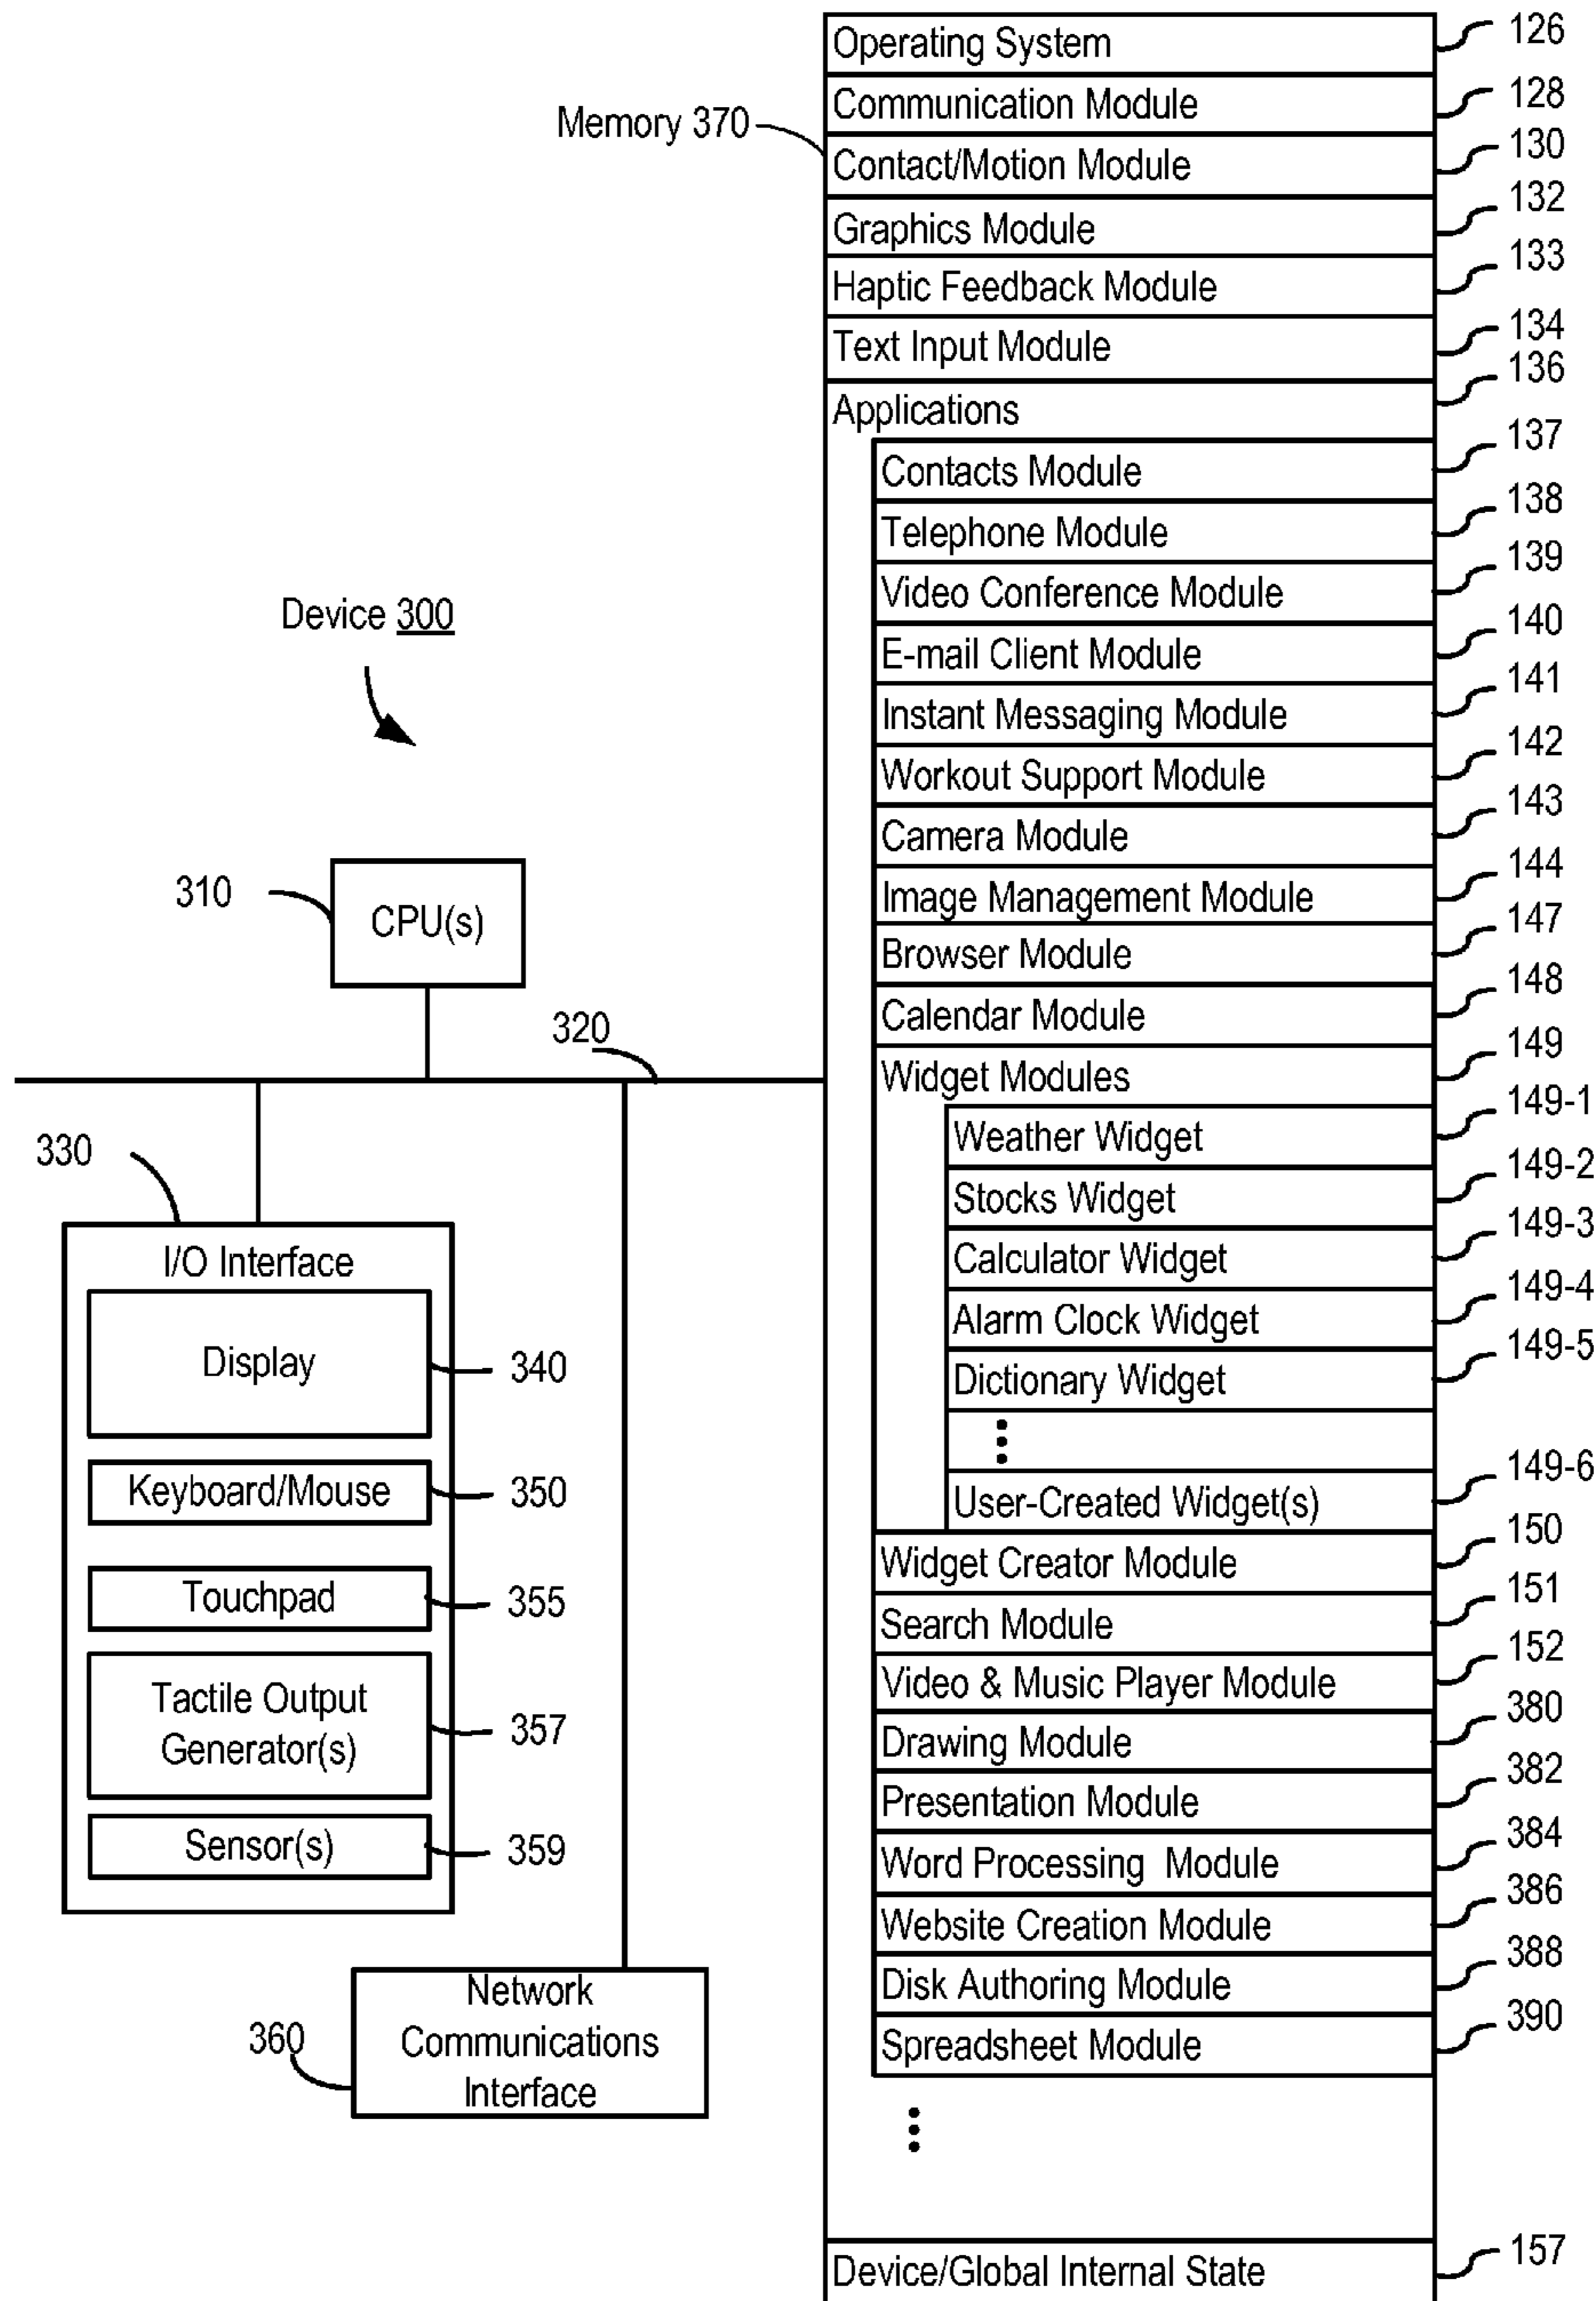 Operating System 126
Communication Module 128
Memory 370
Contact/Motion Module 130
Graphics Module 132
Haptic Feedback Module 133
Text Input Module 134
Applications 136
Contacts Module 137
Telephone Module 138
Video Conference Module 139
Device 300
E-mail Client Module 140
Instant Messaging Module 141
Workout Support Module 142
Camera Module 143
Image Management Module 144
310
CPU(s)
Browser Module 147
Calendar Module 148
320
Widget Modules 149
Weather Widget 149-1
Stocks Widget 149-2
Calculator Widget 149-3
Alarm Clock Widget 149-4
Dictionary Widget 149-5
User-Created Widget(s) 149-6
Widget Creator Module 150
Search Module 151
Video & Music Player Module 152
Drawing Module 380
Presentation Module 382
Word Processing Module 384
Website Creation Module 386
Disk Authoring Module 388
Spreadsheet Module 390
Device/Global Internal State 157
330
I/O Interface
Display 340
Keyboard/Mouse 350
Touchpad 355
Tactile Output
Generator(s) 357
Sensor(s) 359
360
Network
Communications
Interface